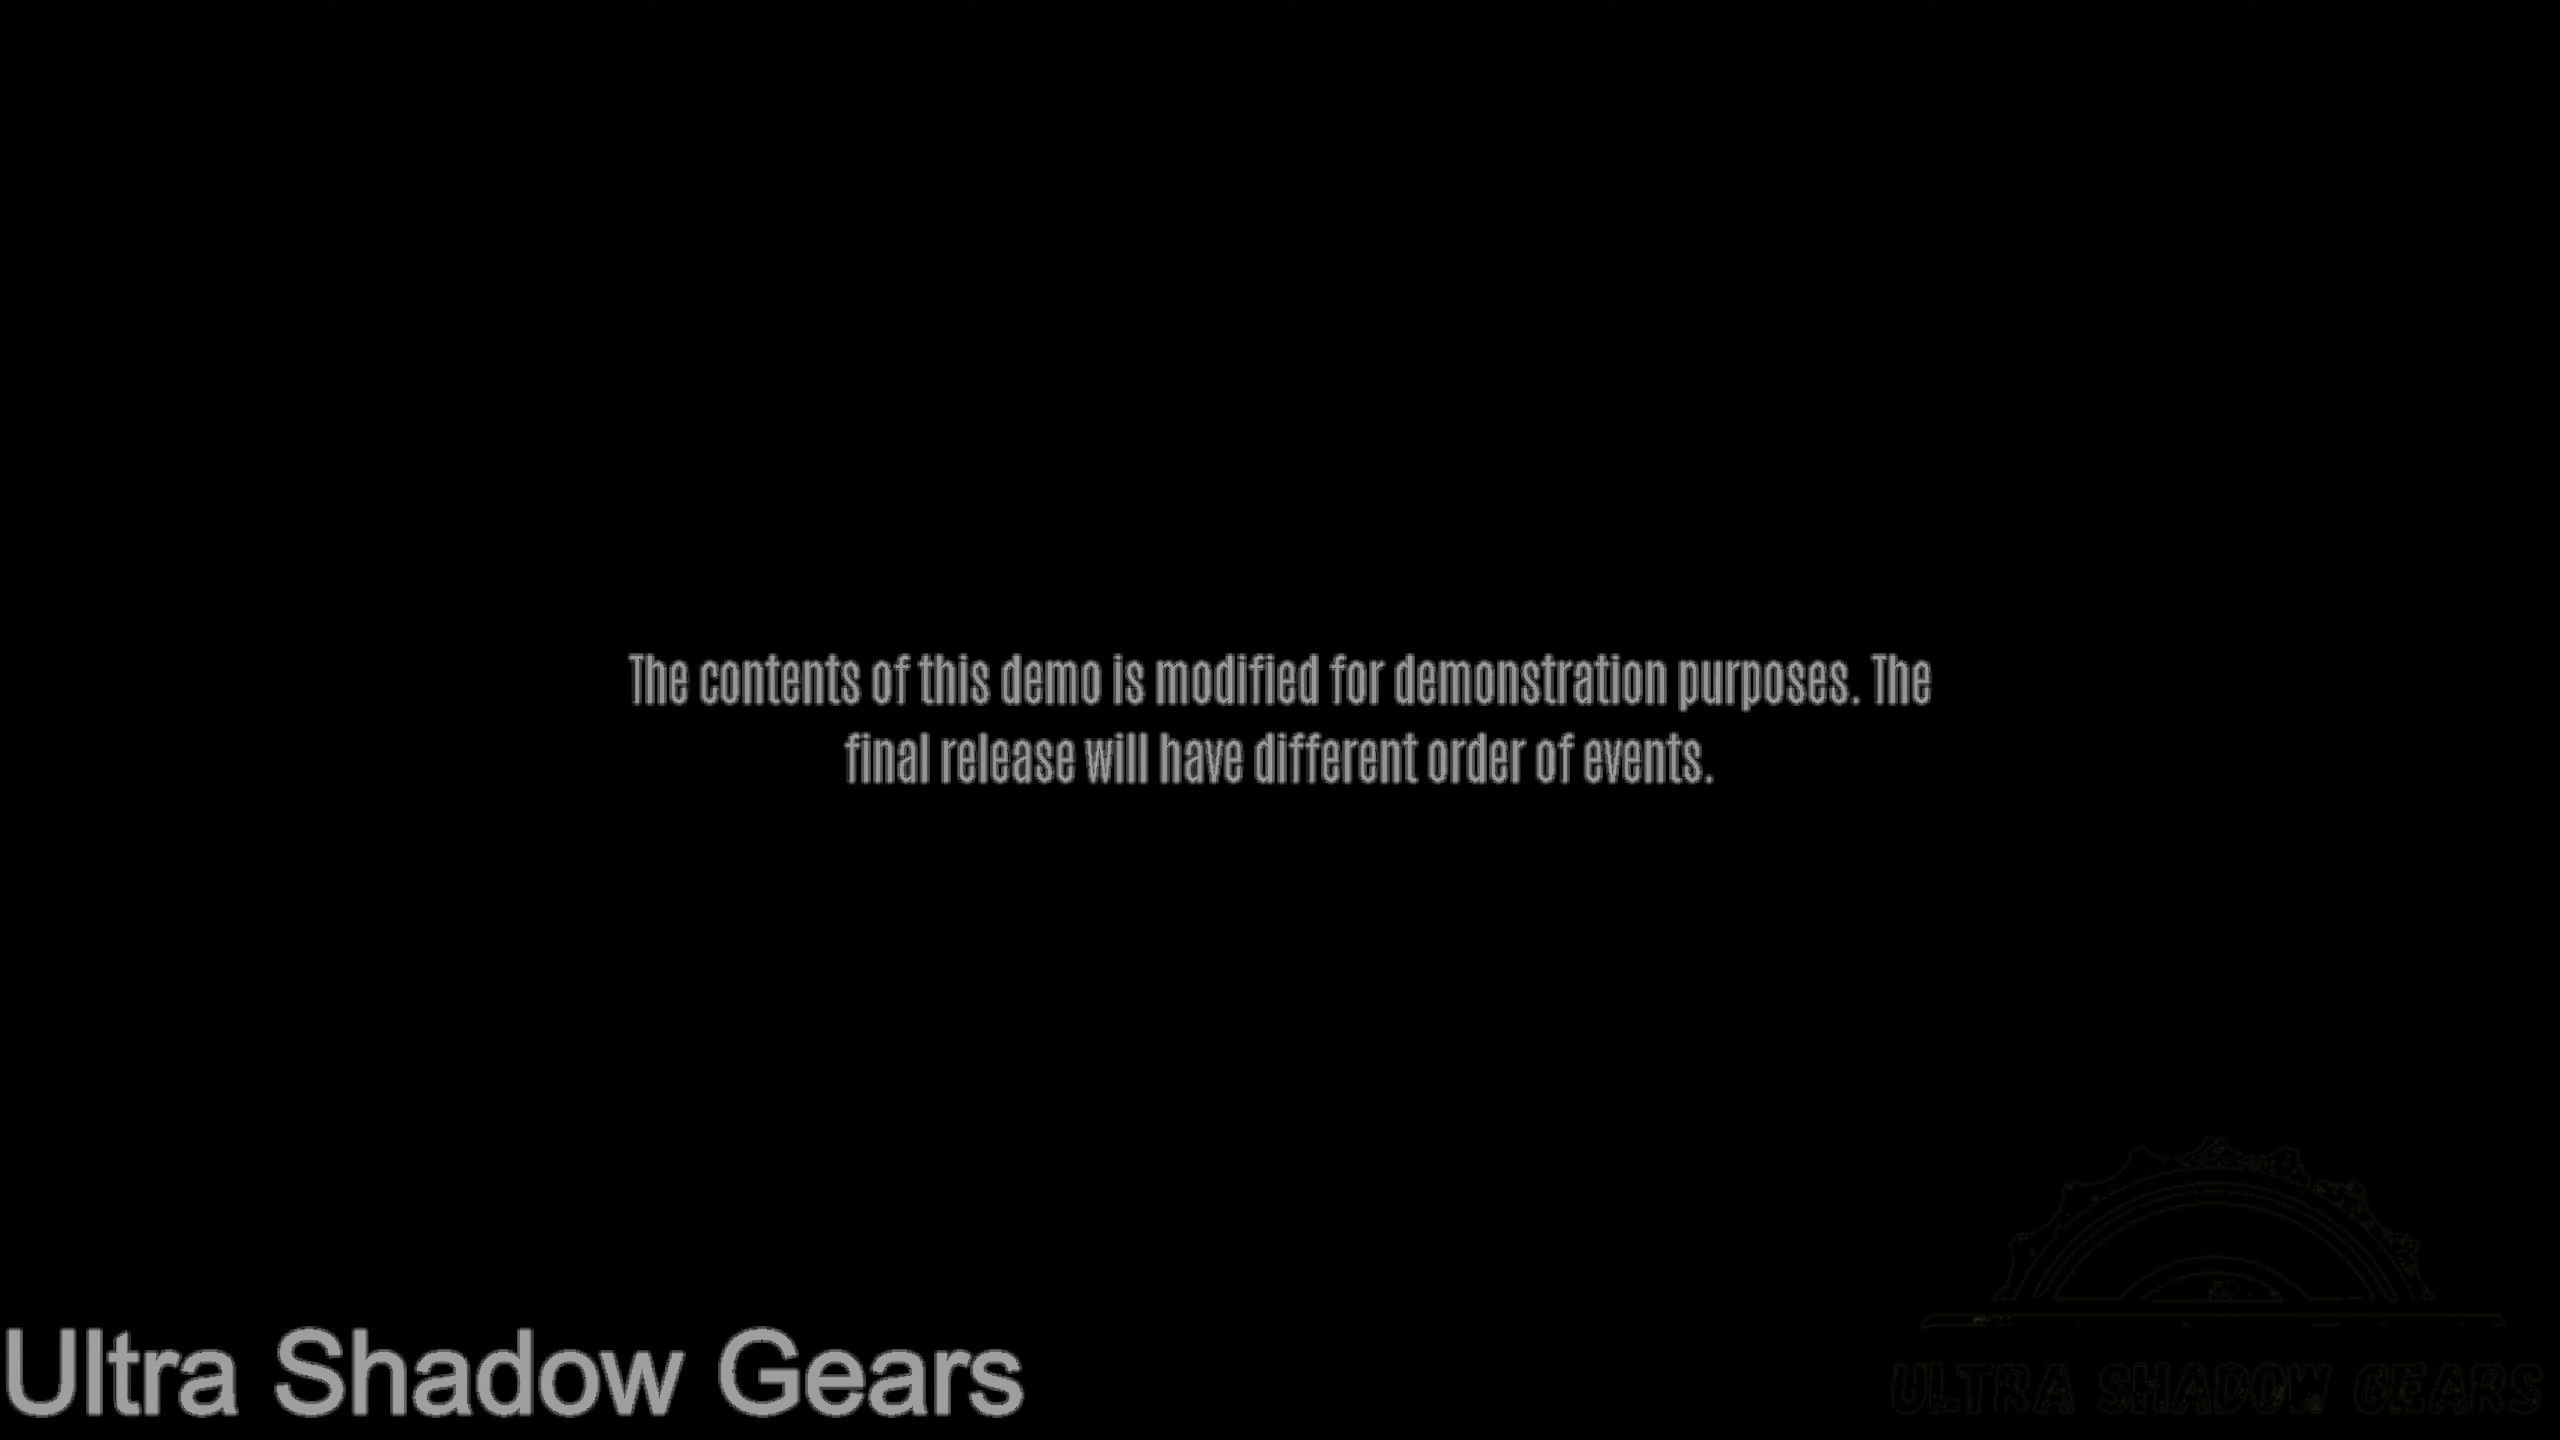 The contents of this demo is modified for demonstration purposes. The
final release will have different order of events.
Ultra Shadow Gears
ULTRA SHADOW GEARS